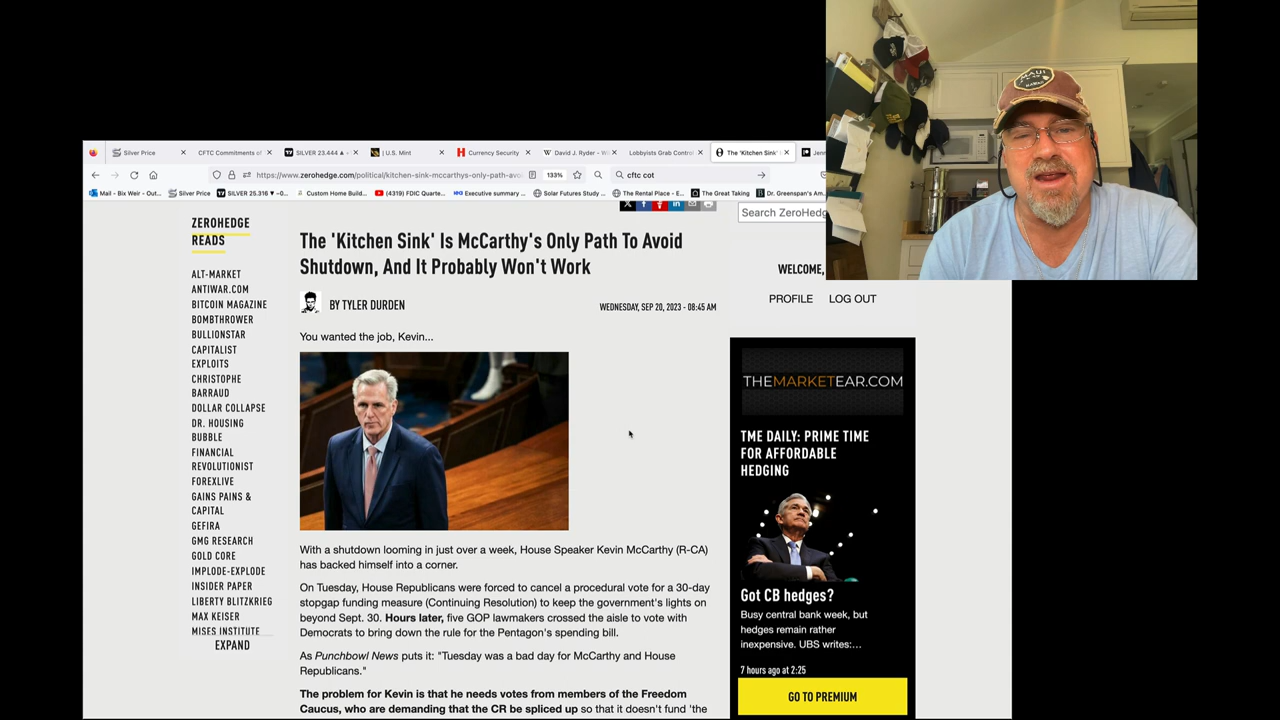 MAUI
HAWAII
Silver Price
CFTC Commitments of
SILVER 23.444
| U.S. Mint
Currency Security
David J. Ryder - Wi
Lobbyists Grab Control
The 'Kitchen Sink'
Jenn
https://www.zerohedge.com/political/kitchen-sink-mccarthys-only-path-avo
133%
cftc cot
Mail - Bix Weir - Out...
Silver Price
SILVER 25.316
Custom Home Build...
(4319) FDIC Quarte...
Executive summary ...
Solar Futures Study ...
The Rental Place - E...
The Great Taking
Dr. Greenspan's Am...
ZEROHEDGE
READS
ALT-MARKET
ANTIWAR.COM
BITCOIN MAGAZINE
BOMBTHROWER
BULLIONSTAR
CAPITALIST
EXPLOITS
CHRISTOPHE
BARRAUD
DOLLAR COLLAPSE
DR. HOUSING
BUBBLE
FINANCIAL
REVOLUTIONIST
FOREXLIVE
GAINS PAINS &
CAPITAL
GEFIRA
GMG RESEARCH
GOLD CORE
IMPLODE-EXPLODE
INSIDER PAPER
LIBERTY BLITZKRIEG
MAX KEISER
MISES INSTITUTE
EXPAND
The 'Kitchen Sink' Is McCarthy's Only Path To Avoid
Shutdown, And It Probably Won't Work
BY TYLER DURDEN
WEDNESDAY, SEP 20, 2023 - 08:45 AM
You wanted the job, Kevin...
With a shutdown looming in just over a week, House Speaker Kevin McCarthy (R-CA)
has backed himself into a corner.
On Tuesday, House Republicans were forced to cancel a procedural vote for a 30-day
stopgap funding measure (Continuing Resolution) to keep the government's lights on
beyond Sept. 30. Hours later, five GOP lawmakers crossed the aisle to vote with
Democrats to bring down the rule for the Pentagon's spending bill.
As Punchbowl News puts it: "Tuesday was a bad day for McCarthy and House
Republicans."
The problem for Kevin is that he needs votes from members of the Freedom
Caucus, who are demanding that the CR be spliced up so that it doesn't fund 'the
Search ZeroHedg
WELCOME,
PROFILE LOG OUT
THEMARKETEAR.COM
TME DAILY: PRIME TIME
FOR AFFORDABLE
HEDGING
Got CB hedges?
Busy central bank week, but
hedges remain rather
inexpensive. UBS writes:...
7 hours ago at 2:25
GO TO PREMIUM